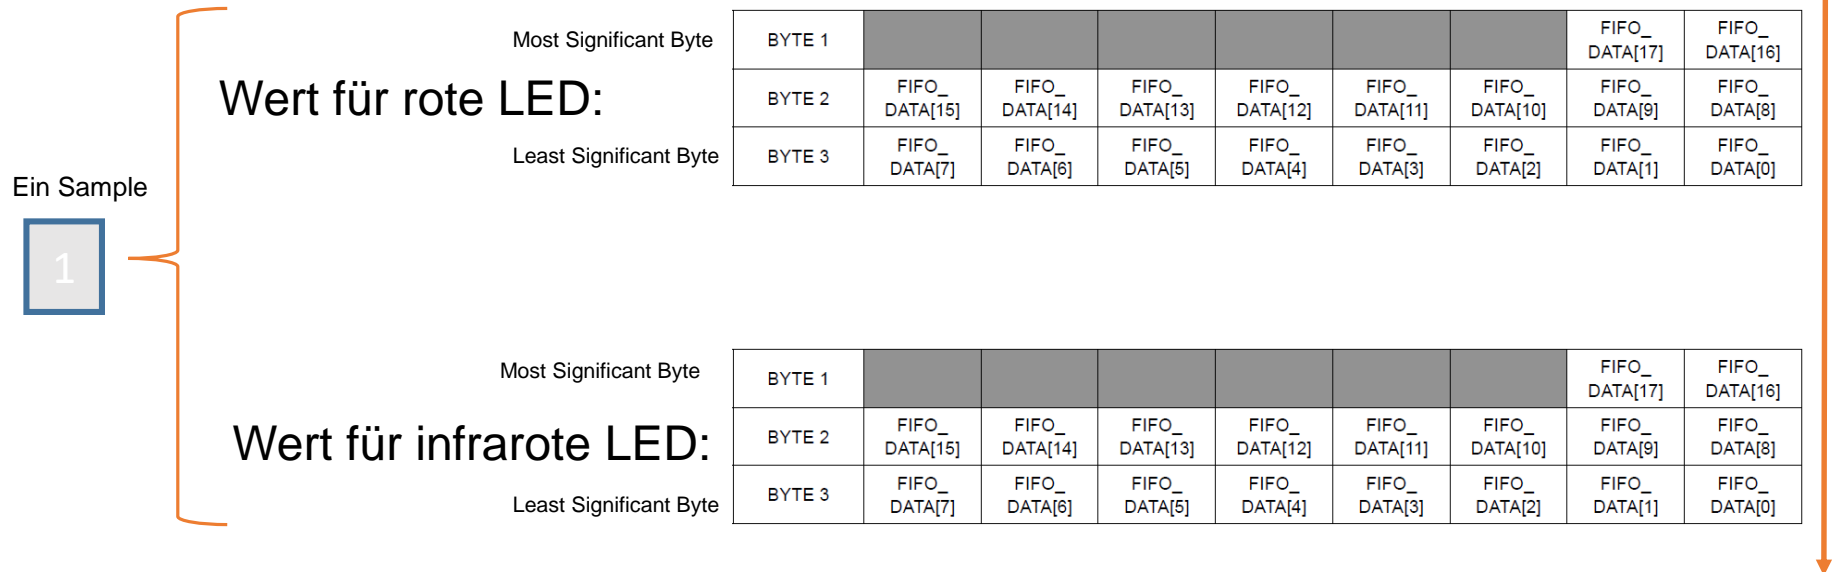 Most Significant Byte
BYTE 1
FIFO_ DATA[17]
FIFO_ DATA[16]
Wert für rote LED:
BYTE 2
FIFO_ DATA[15]
FIFO_ DATA[14]
FIFO_ DATA[13]
FIFO_ DATA[12]
FIFO_ DATA[11]
FIFO_ DATA[10]
FIFO_ DATA[9]
FIFO_ DATA[8]
Least Significant Byte
BYTE 3
FIFO_ DATA[7]
FIFO_ DATA[6]
FIFO_ DATA[5]
FIFO_ DATA[4]
FIFO_ DATA[3]
FIFO_ DATA[2]
FIFO_ DATA[1]
FIFO_ DATA[0]
Ein Sample
1
Most Significant Byte
BYTE 1
FIFO_ DATA[17]
FIFO_ DATA[16]
Wert für infrarote LED:
BYTE 2
FIFO_ DATA[15]
FIFO_ DATA[14]
FIFO_ DATA[13]
FIFO_ DATA[12]
FIFO_ DATA[11]
FIFO_ DATA[10]
FIFO_ DATA[9]
FIFO_ DATA[8]
Least Significant Byte
BYTE 3
FIFO_ DATA[7]
FIFO_ DATA[6]
FIFO_ DATA[5]
FIFO_ DATA[4]
FIFO_ DATA[3]
FIFO_ DATA[2]
FIFO_ DATA[1]
FIFO_ DATA[0]